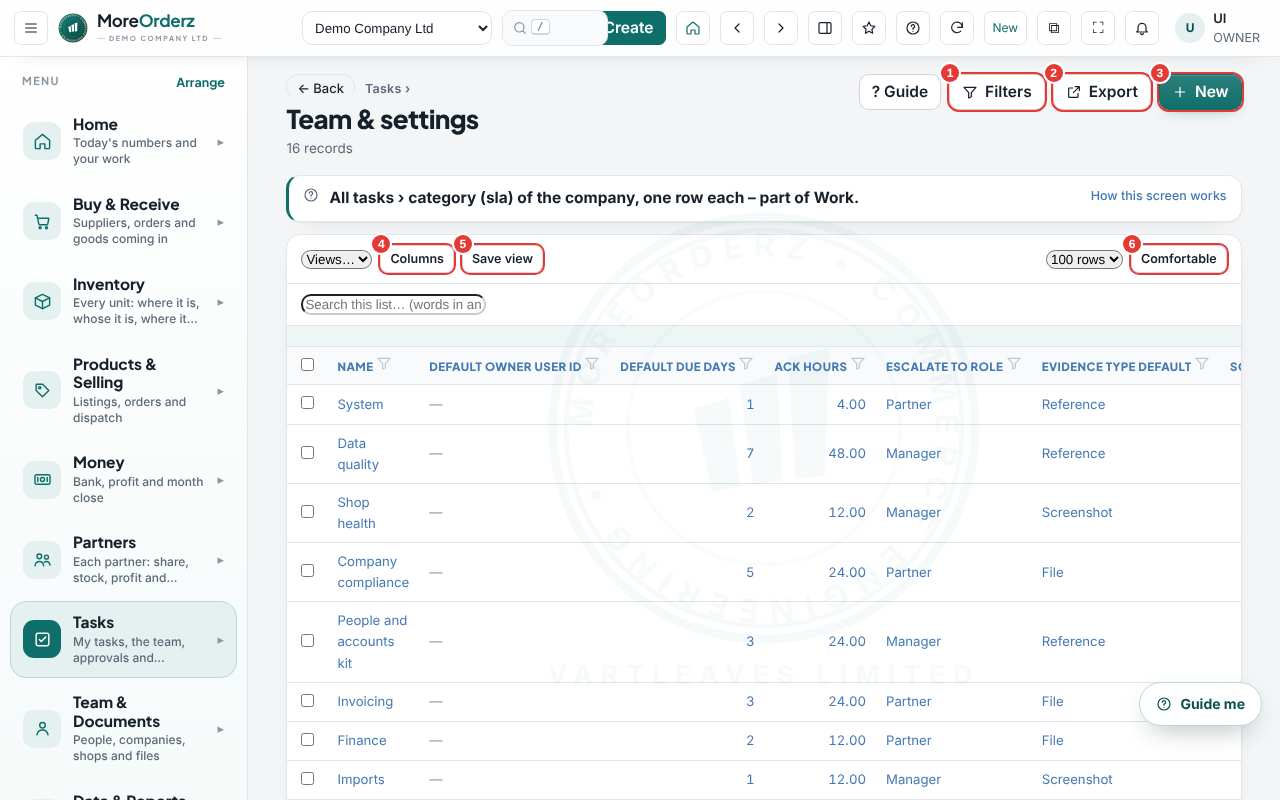 MoreOrderz
DEMO COMPANY LTD
Demo Company Ltd
/
Create
New
U
UI
OWNER
MENU
Arrange
Home
Today's numbers and
your work
Buy & Receive
Suppliers, orders and
goods coming in
Inventory
Every unit: where it is,
whose it is, where it...
Products &
Selling
Listings, orders and
dispatch
Money
Bank, profit and month
close
Partners
Each partner: share,
stock, profit and...
Tasks
My tasks, the team,
approvals and...
Team &
Documents
People, companies,
shops and files
Data & Reports
← Back
Tasks ›
Team & settings
16 records
? Guide
1
Filters
2
Export
3
+ New
All tasks › category (sla) of the company, one row each – part of Work.
How this screen works
Views...
4
Columns
5
Save view
100 rows
6
Comfortable
Search this list... (words in an
NAME DEFAULT OWNER USER ID DEFAULT DUE DAYS ACK HOURS ESCALATE TO ROLE EVIDENCE TYPE DEFAULT
System — 1 4.00 Partner Reference
Data
quality — 7 48.00 Manager Reference
Shop
health — 2 12.00 Manager Screenshot
Company
compliance — 5 24.00 Partner File
People and
accounts — 3 24.00 Manager Reference
kit
Invoicing — 3 24.00 Partner File
Finance — 2 12.00 Partner File
Imports — 1 12.00 Manager Screenshot
MOREORDERZ • COMMERCE ENGINEERING •
VARTLEAVES LIMITED
Guide me